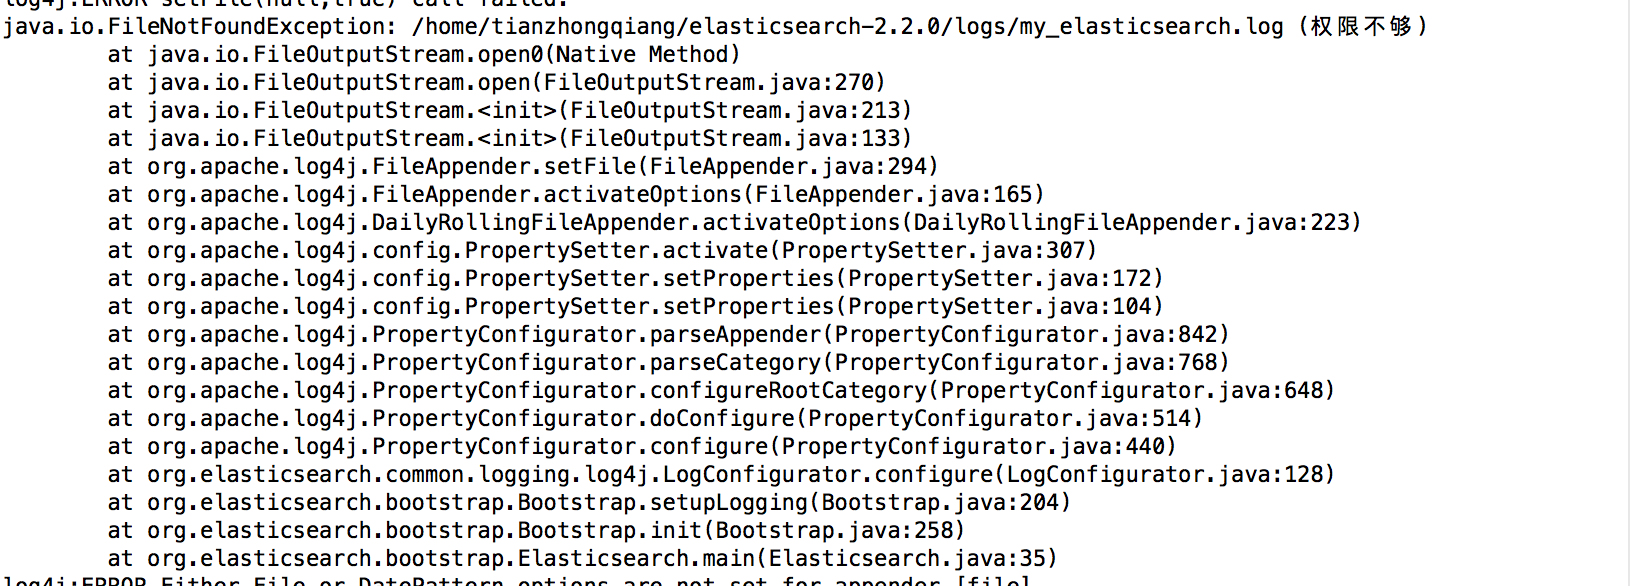 log4j:ERROR setFile(null,true) call failed.
java.io.FileNotFoundException: /home/tianzhongqiang/elasticsearch-2.2.0/logs/my_elasticsearch.log (权限不够)
at java.io.FileOutputStream.open0(Native Method)
at java.io.FileOutputStream.open(FileOutputStream.java:270)
at java.io.FileOutputStream.<init>(FileOutputStream.java:213)
at java.io.FileOutputStream.<init>(FileOutputStream.java:133)
at org.apache.log4j.FileAppender.setFile(FileAppender.java:294)
at org.apache.log4j.FileAppender.activateOptions(FileAppender.java:165)
at org.apache.log4j.DailyRollingFileAppender.activateOptions(DailyRollingFileAppender.java:223)
at org.apache.log4j.config.PropertySetter.activate(PropertySetter.java:307)
at org.apache.log4j.config.PropertySetter.setProperties(PropertySetter.java:172)
at org.apache.log4j.config.PropertySetter.setProperties(PropertySetter.java:104)
at org.apache.log4j.PropertyConfigurator.parseAppender(PropertyConfigurator.java:842)
at org.apache.log4j.PropertyConfigurator.parseCategory(PropertyConfigurator.java:768)
at org.apache.log4j.PropertyConfigurator.configureRootCategory(PropertyConfigurator.java:648)
at org.apache.log4j.PropertyConfigurator.doConfigure(PropertyConfigurator.java:514)
at org.apache.log4j.PropertyConfigurator.configure(PropertyConfigurator.java:440)
at org.elasticsearch.common.logging.log4j.LogConfigurator.configure(LogConfigurator.java:128)
at org.elasticsearch.bootstrap.Bootstrap.setupLogging(Bootstrap.java:204)
at org.elasticsearch.bootstrap.Bootstrap.init(Bootstrap.java:258)
at org.elasticsearch.bootstrap.Elasticsearch.main(Elasticsearch.java:35)
log4j:ERROR Either File or DatePattern options are not set for appender [file].